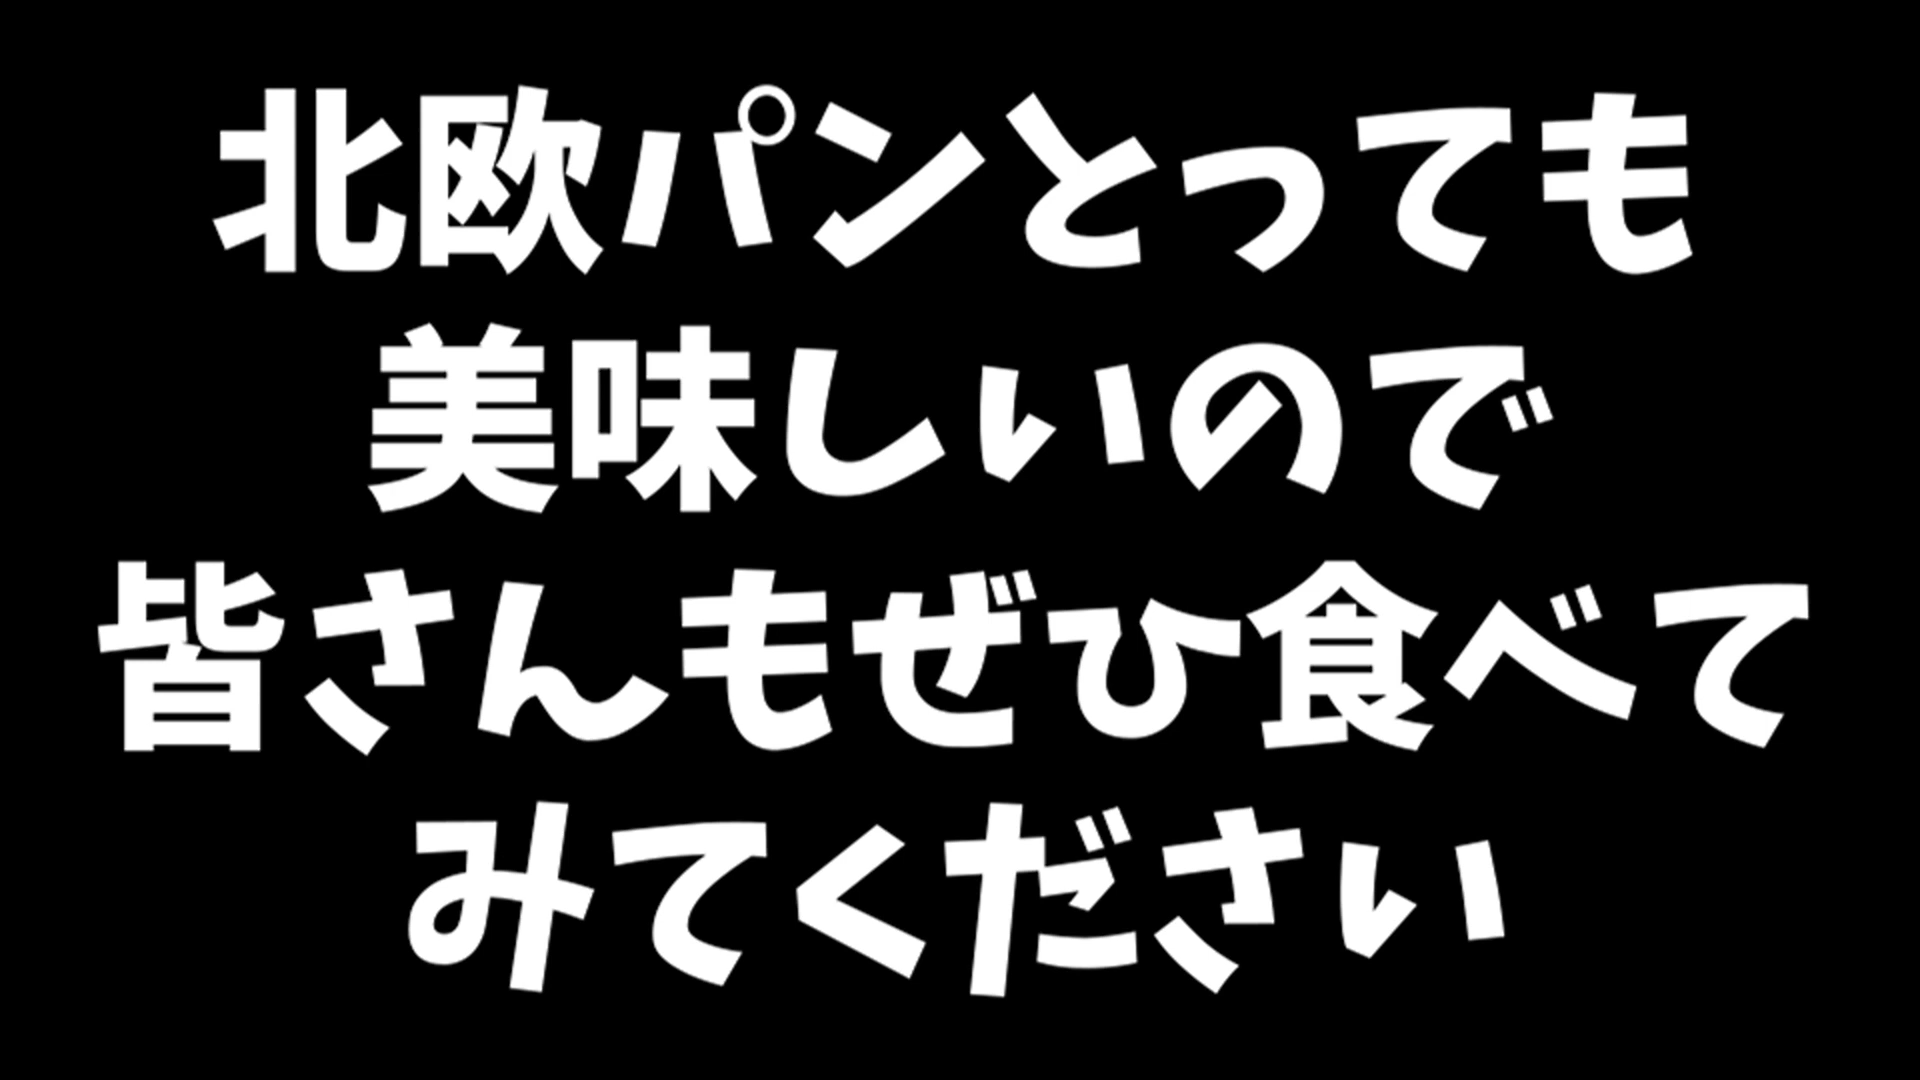 北欧パンとっても
美味しいので
皆さんもぜひ食べて
みてください